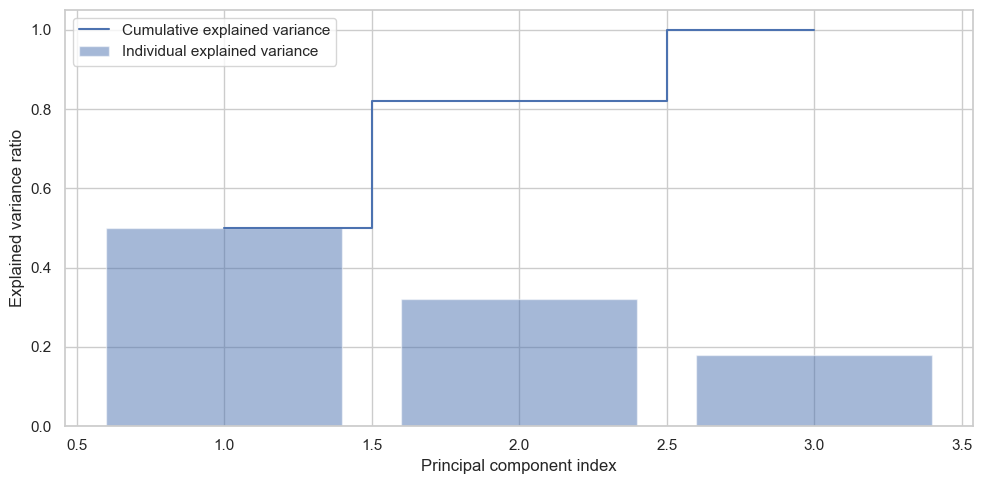 Cumulative explained variance
Individual explained variance
Explained variance ratio
1.0
0.8
0.6
0.4
0.2
0.0
0.5 1.0 1.5 2.0 2.5 3.0 3.5
Principal component index